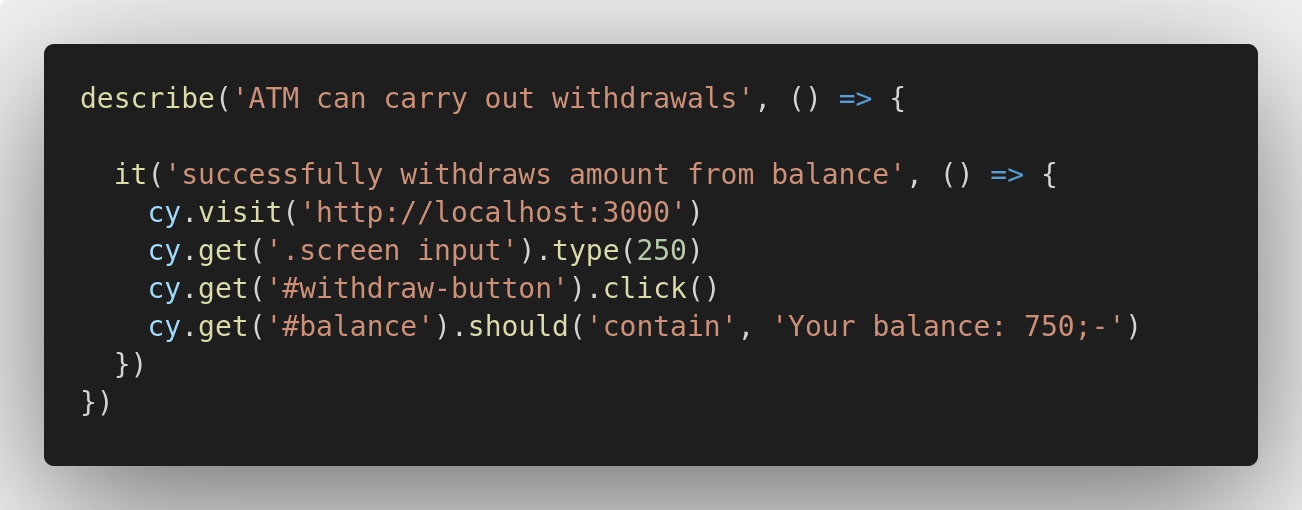 describe('ATM can carry out withdrawals', () => {
it('successfully withdraws amount from balance', () => {
cy.visit('http://localhost:3000')
cy.get('.screen input').type(250)
cy.get('#withdraw-button').click()
cy.get('#balance').should('contain', 'Your balance: 750;-')
})
})